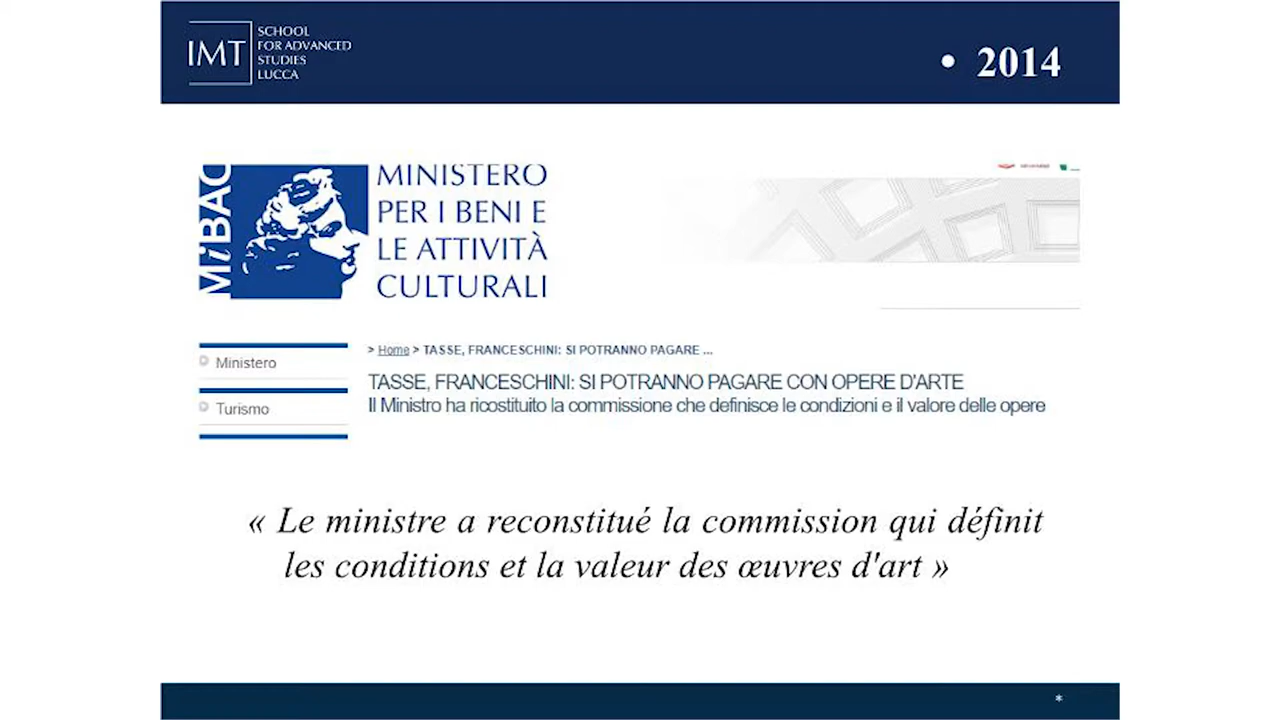 IMT
SCHOOL
FOR ADVANCED
STUDIES
LUCCA
• 2014
MiBAC
MINISTERO
PER I BENI E
LE ATTIVITÀ
CULTURALI
Ministero
Turismo
> Home > TASSE, FRANCESCHINI: SI POTRANNO PAGARE ...
TASSE, FRANCESCHINI: SI POTRANNO PAGARE CON OPERE D'ARTE
Il Ministro ha ricostituito la commissione che definisce le condizioni e il valore delle opere
« Le ministre a reconstitué la commission qui définit
les conditions et la valeur des œuvres d'art »
*